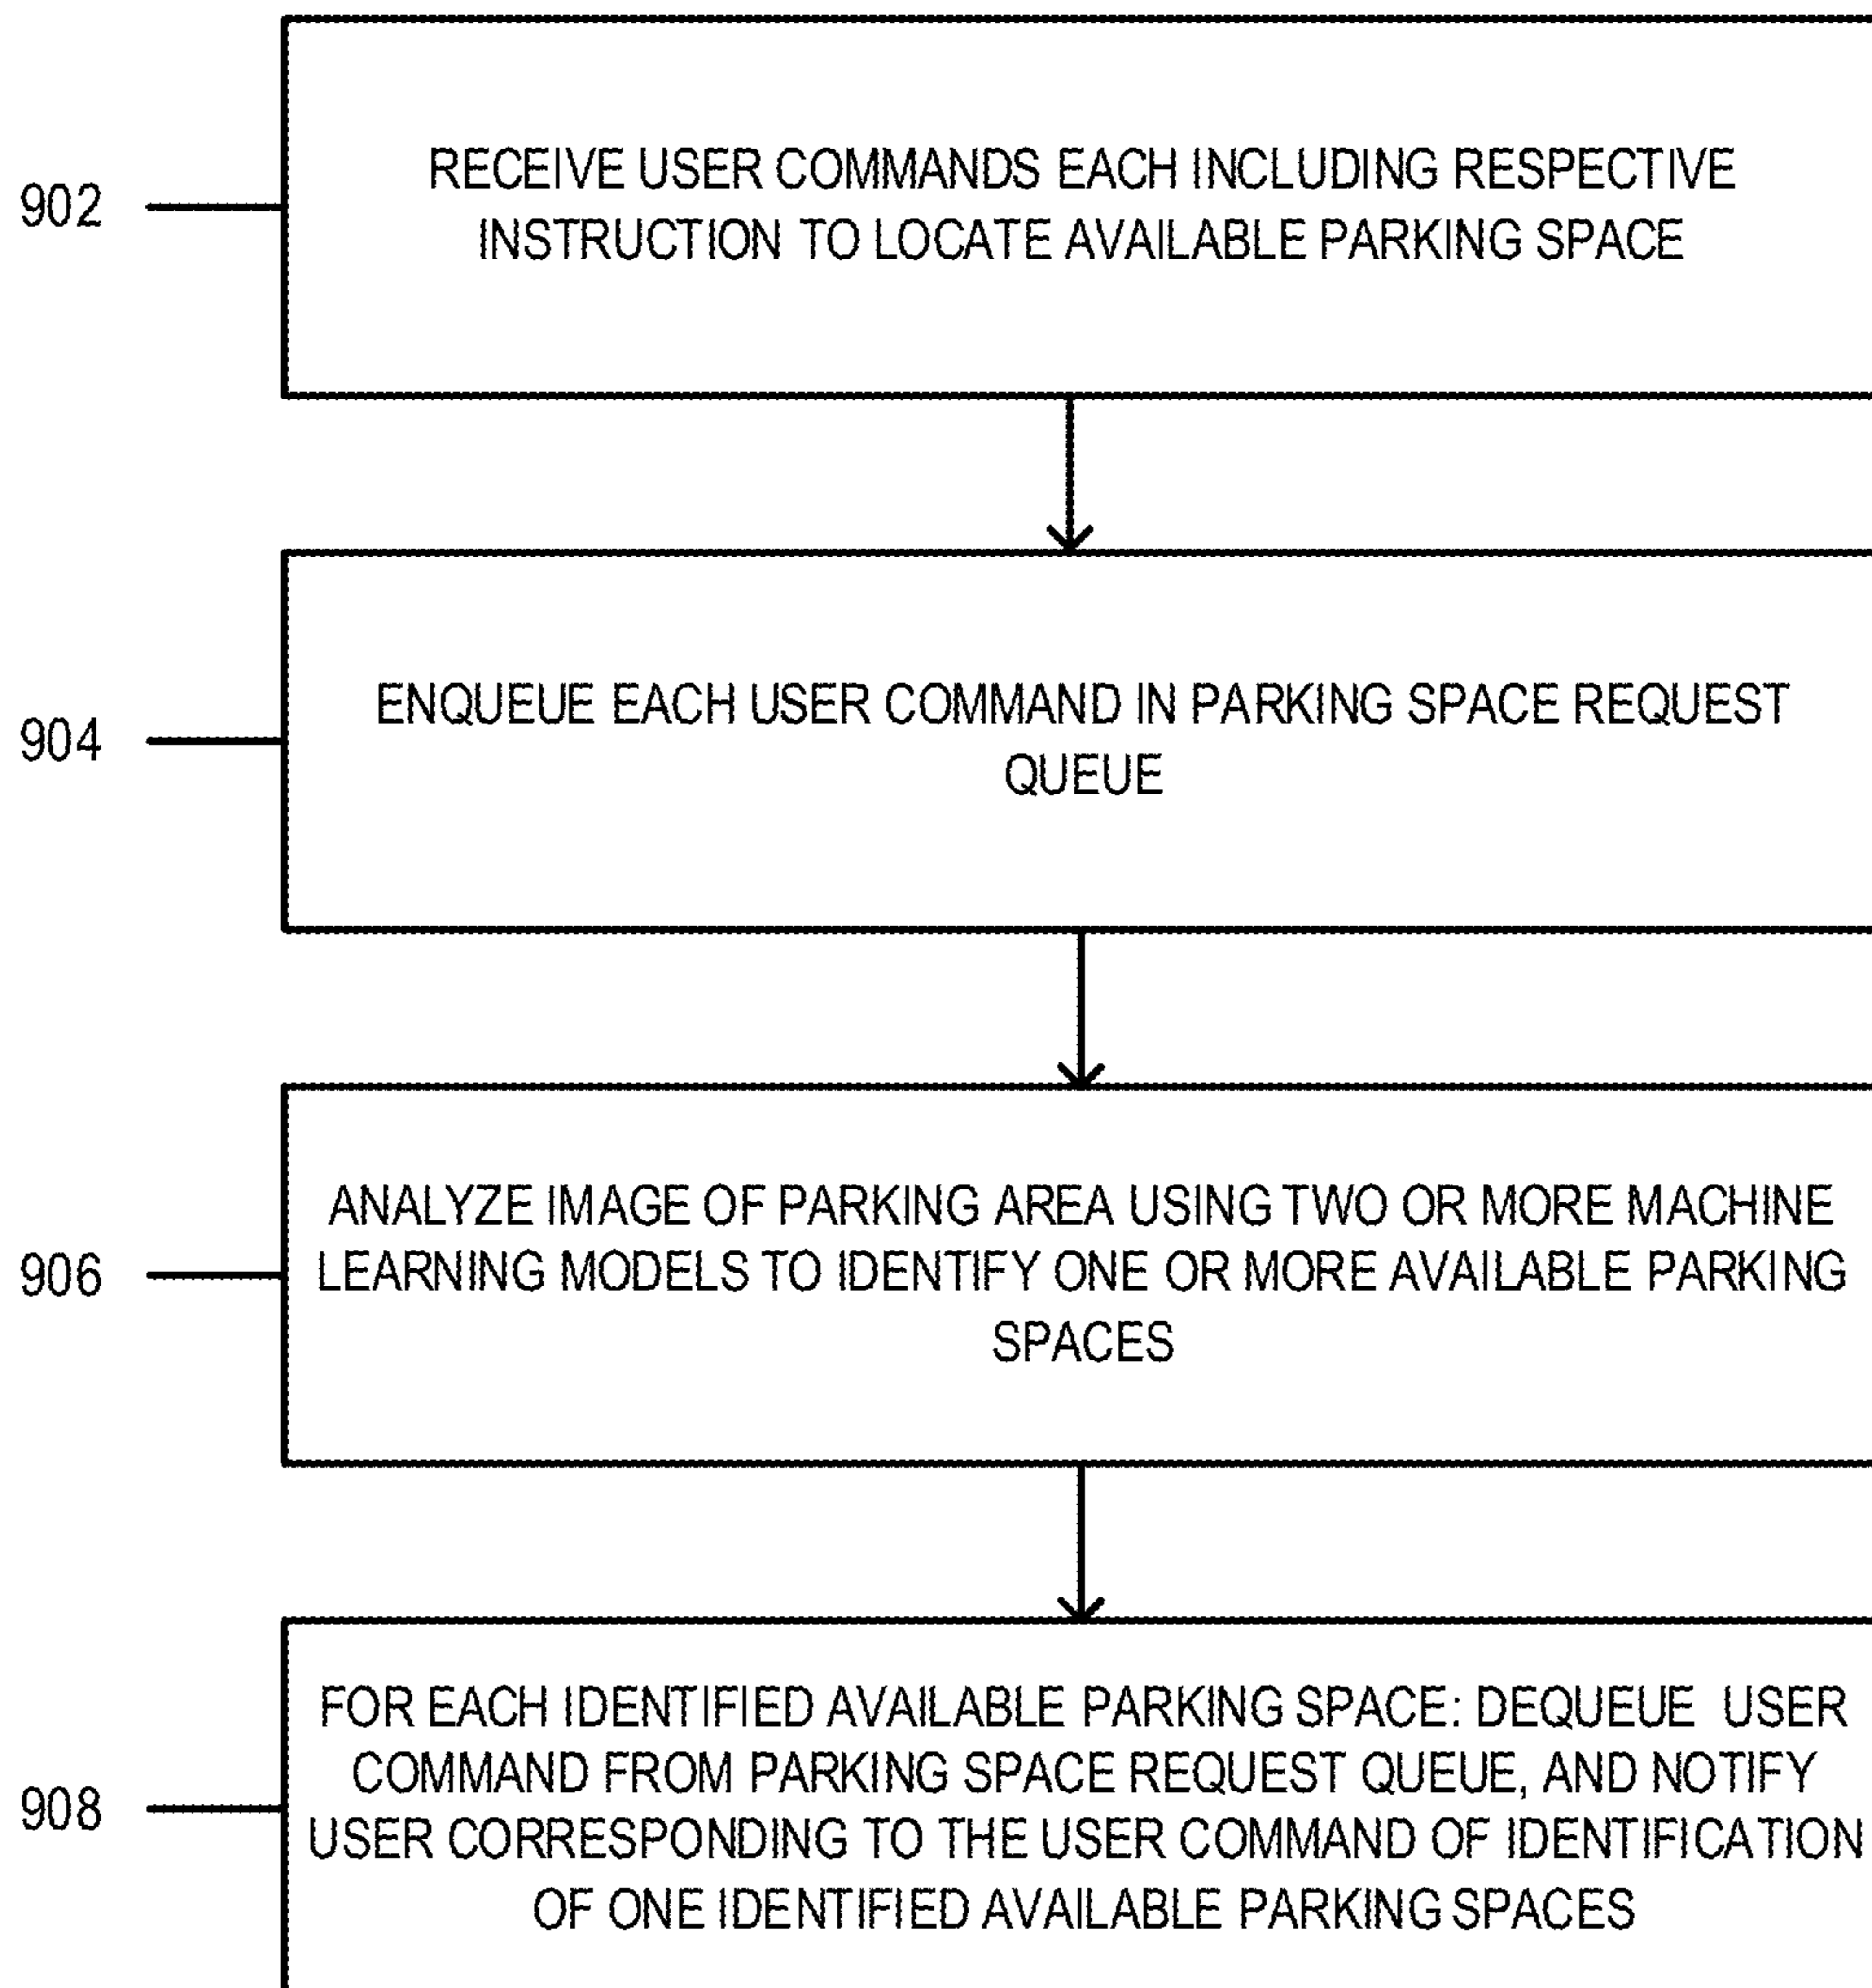 RECEIVE USER COMMANDS EACH INCLUDING RESPECTIVE
902
INSTRUCTION TO LOCATE AVAILABLE PARKING SPACE
ENQUEUE EACH USER COMMAND IN PARKING SPACE REQUEST
904
QUEUE
ANALYZE IMAGE OF PARKING AREA USING TWO OR MORE MACHINE
906
LEARNING MODELS TO IDENTIFY ONE OR MORE AVAILABLE PARKING
SPACES
FOR EACH IDENTIFIED AVAILABLE PARKING SPACE: DEQUEUE USER
COMMAND FROM PARKING SPACE REQUEST QUEUE, AND NOTIFY
908
USER CORRESPONDING TO THE USER COMMAND OF IDENTIFICATION
OF ONE IDENTIFIED AVAILABLE PARKING SPACES